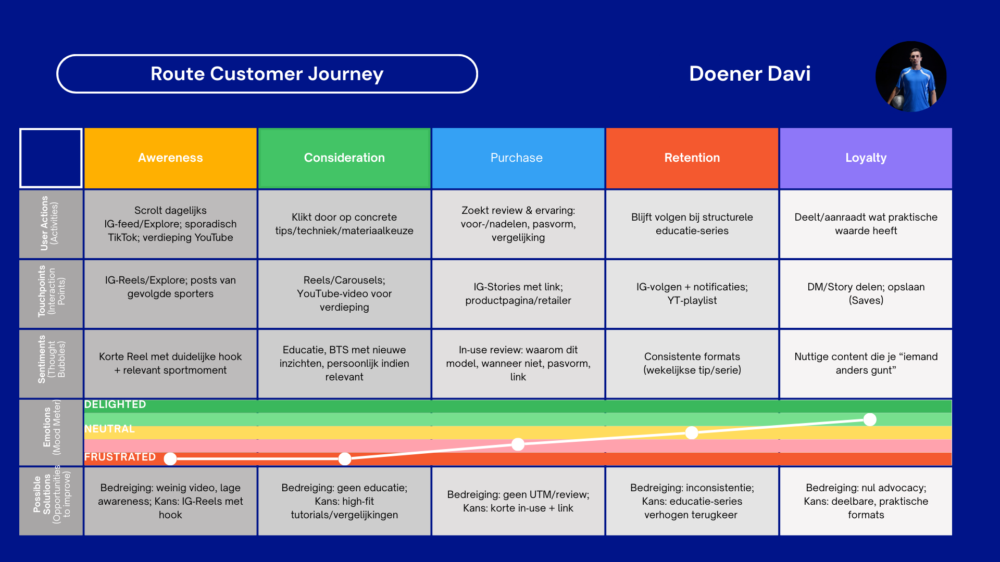 Route Customer Journey
Doener Davi
Awereness
Consideration
Purchase
Retention
Loyalty
User Actions
(Activities)
Scrolt dagelijks
IG-feed/Explore; sporadisch
TikTok; verdieping YouTube
Klikt door op concrete
tips/techniek/materiaalkeuze
Zoekt review & ervaring:
voor-/nadelen, pasvorm,
vergelijking
Blijft volgen bij structurele
educatie-series
Deelt/aanraadt wat praktische
waarde heeft
Touchpoints
(Interaction
Points)
IG-Reels/Explore; posts van
gevolgde sporters
Reels/Carousels;
YouTube-video voor
verdieping
IG-Stories met link;
productpagina/retailer
IG-volgen + notificaties;
YT-playlist
DM/Story delen; opslaan
(Saves)
Sentiments
(Thought
Bubbles)
Korte Reel met duidelijke hook
+ relevant sportmoment
Educatie, BTS met nieuwe
inzichten, persoonlijk indien
relevant
In-use review: waarom dit
model, wanneer niet, pasvorm,
link
Consistente formats
(wekelijkse tip/serie)
Nuttige content die je “iemand
anders gunt”
Emotions
(Mood Meter)
DELIGHTED
NEUTRAL
FRUSTRATED
Possible
Solutions
(Opportunities
to improve)
Bedreiging: weinig video, lage
awareness; Kans: IG-Reels met
hook
Bedreiging: geen educatie;
Kans: high-fit
tutorials/vergelijkingen
Bedreiging: geen UTM/review;
Kans: korte in-use + link
Bedreiging: inconsistentie;
Kans: educatie-series
verhogen terugkeer
Bedreiging: nul advocacy;
Kans: deelbare, praktische
formats